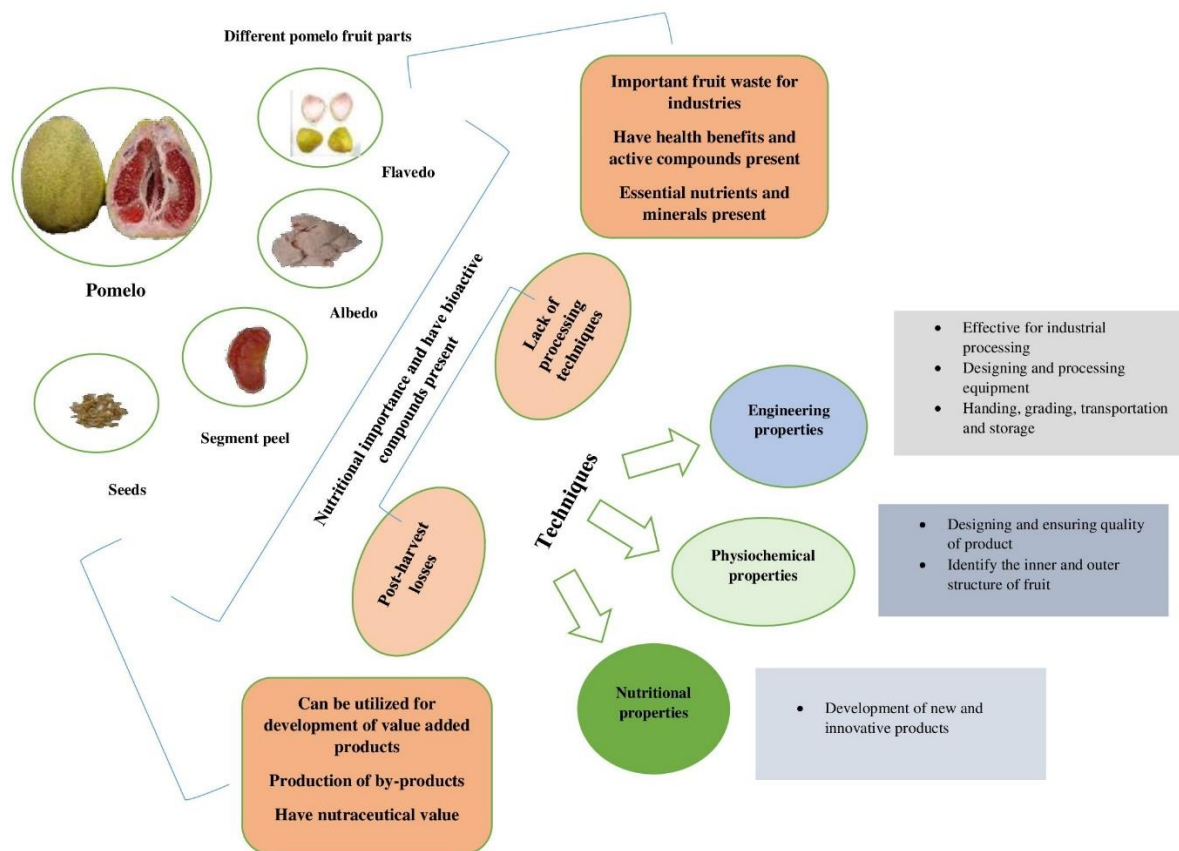 Different pomelo fruit parts
Flavedo
Pomelo
Albedo
Segment peel
Seeds
Nutritional importance and have bioactive
compounds present
Important fruit waste for
industries
Have health benefits and
active compounds present
Essential nutrients and
minerals present
Lack of
processing
techniques
Post-harvest
losses
Can be utilized for
development of value added
products
Production of by-products
Have nutraceutical value
Techniques
Engineering
properties
• Effective for industrial
processing
• Designing and processing
equipment
• Handing, grading, transportation
and storage
Physiochemical
properties
• Designing and ensuring quality
of product
• Identify the inner and outer
structure of fruit
Nutritional
properties
• Development of new and
innovative products